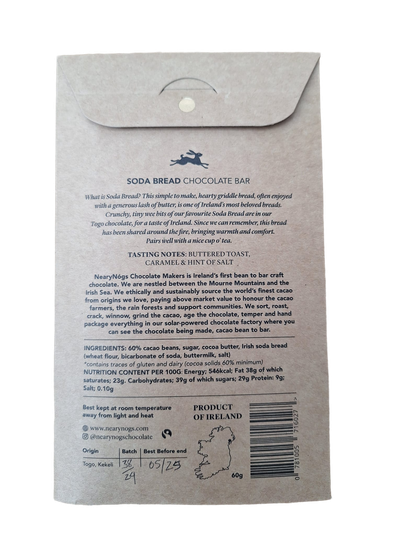 SODA BREAD CHOCOLATE BAR
What is Soda Bread? This simple to make, hearty griddle bread, often enjoyed
with a generous lash of butter, is one of Ireland's most beloved breads.
Crunchy, tiny wee bits of our favourite Soda Bread are in our
Togo chocolate, for a taste of Ireland. Since we can remember, this bread
has been shared around the fire, bringing warmth and comfort.
Pairs well with a nice cup o' tea.
TASTING NOTES: BUTTERED TOAST,
CARAMEL & HINT OF SALT
NearyNógs Chocolate Makers is Ireland's first bean to bar craft
chocolate. We are nestled between the Mourne Mountains and the
Irish Sea. We ethically and sustainably source the world's finest cacao
from origins we love, paying above market value to honour the cacao
farmers, the rain forests and support communities. We sort, roast,
crack, winnow, grind the cacao, age the chocolate, temper and hand
package everything in our solar-powered chocolate factory where you
can see the chocolate being made, cacao bean to bar.
INGREDIENTS: 60% cacao beans, sugar, cocoa butter, Irish soda bread
(wheat flour, bicarbonate of soda, buttermilk, salt)
*contains traces of gluten and dairy (cocoa solids 60% minimum)
NUTRITION CONTENT PER 100G: Energy; 546kcal; Fat 38g of which
saturates; 23g. Carbohydrates; 39g of which sugars; 29g Protein; 9g;
Salt; 0.10g
Best kept at room temperature
away from light and heat
www.nearynogs.com
@nearynogschocolate
Origin Batch Best Before end
Togo, Kekeli 24 05/25
PRODUCT
OF IRELAND
60g